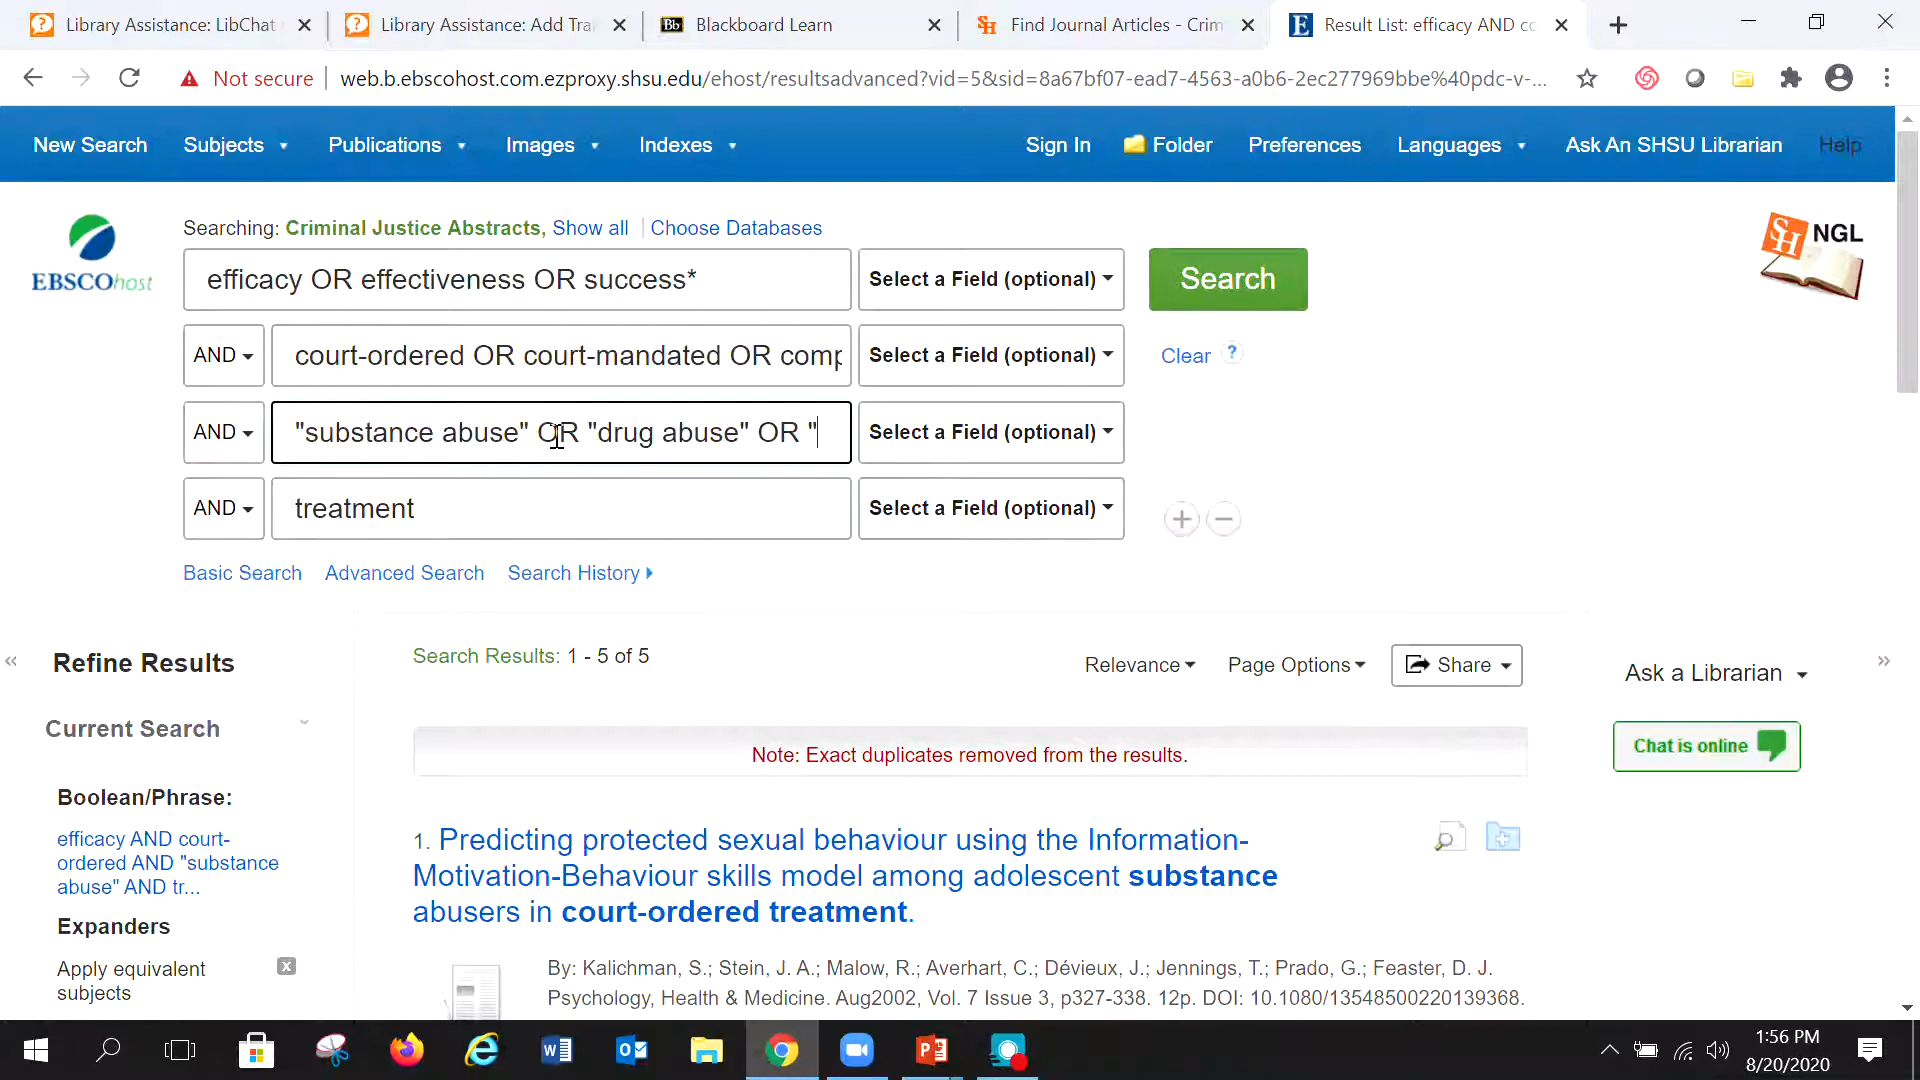 Library Assistance: LibChat
Library Assistance: Add Tra
Bb Blackboard Learn
SH Find Journal Articles - Crim
E Result List: efficacy AND co
Not secure | web.b.ebscohost.com.ezproxy.shsu.edu/ehost/resultsadvanced?vid=5&sid=8a67bf07-ead7-4563-a0b6-2ec277969bbe%40pdc-v-...
New Search Subjects Publications Images Indexes Sign In Folder Preferences Languages Ask An SHSU Librarian Help
EBSCOhost
Searching: Criminal Justice Abstracts, Show all Choose Databases
SH NGL
efficacy OR effectiveness OR success* Select a Field (optional) Search
AND court-ordered OR court-mandated OR comp Select a Field (optional) Clear ?
AND "substance abuse" OR "drug abuse" OR " Select a Field (optional)
AND treatment Select a Field (optional)
Basic Search Advanced Search Search History
Refine Results
Current Search
Boolean/Phrase:
efficacy AND court-
ordered AND "substance
abuse" AND tr...
Expanders
Apply equivalent
subjects
Search Results: 1 - 5 of 5
Relevance Page Options Share
Note: Exact duplicates removed from the results.
1. Predicting protected sexual behaviour using the Information-
Motivation-Behaviour skills model among adolescent substance
abusers in court-ordered treatment.
By: Kalichman, S.; Stein, J. A.; Malow, R.; Averhart, C.; Dévieux, J.; Jennings, T.; Prado, G.; Feaster, D. J.
Psychology, Health & Medicine. Aug2002, Vol. 7 Issue 3, p327-338. 12p. DOI: 10.1080/13548500220139368.
Ask a Librarian
Chat is online
1:56 PM
8/20/2020